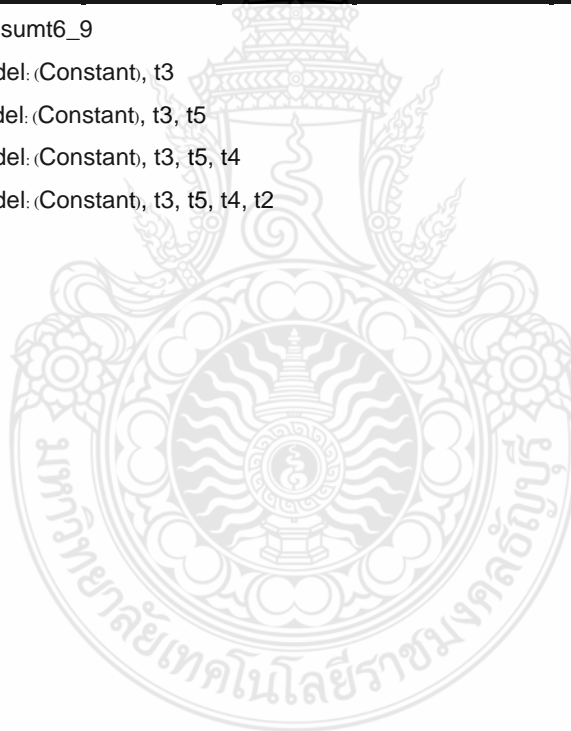 sumt6_9
del: (Constant), t3
del: (Constant), t3, t5
del: (Constant), t3, t5, t4
del: (Constant), t3, t5, t4, t2
มหาวิทยาลัยเทคโนโลยีราชมงคลธัญบุรี